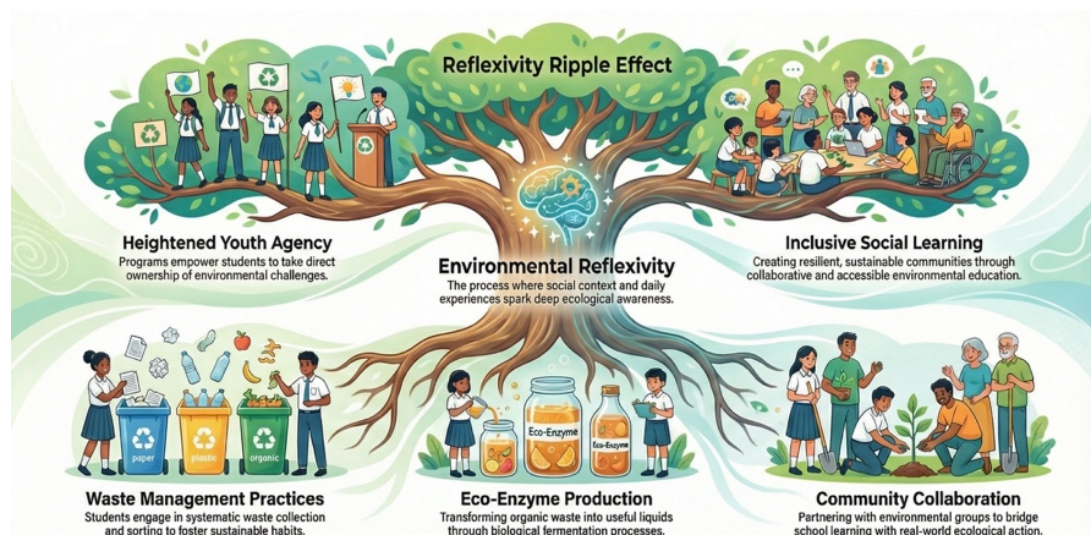 Reflexivity Ripple Effect
Heightened Youth Agency
Programs empower students to take direct
ownership of environmental challenges.
Inclusive Social Learning
Creating resilient, sustainable communities through
collaborative and accessible environmental education.
Environmental Reflexivity
The process where social context and daily
experiences spark deep ecological awareness.
paper
plastic
organic
Eco-Enzyme
Eco-Enzyme
Waste Management Practices
Students engage in systematic waste collection
and sorting to foster sustainable habits.
Eco-Enzyme Production
Transforming organic waste into useful liquids
through biological fermentation processes.
Community Collaboration
Partnering with environmental groups to bridge
school learning with real-world ecological action.